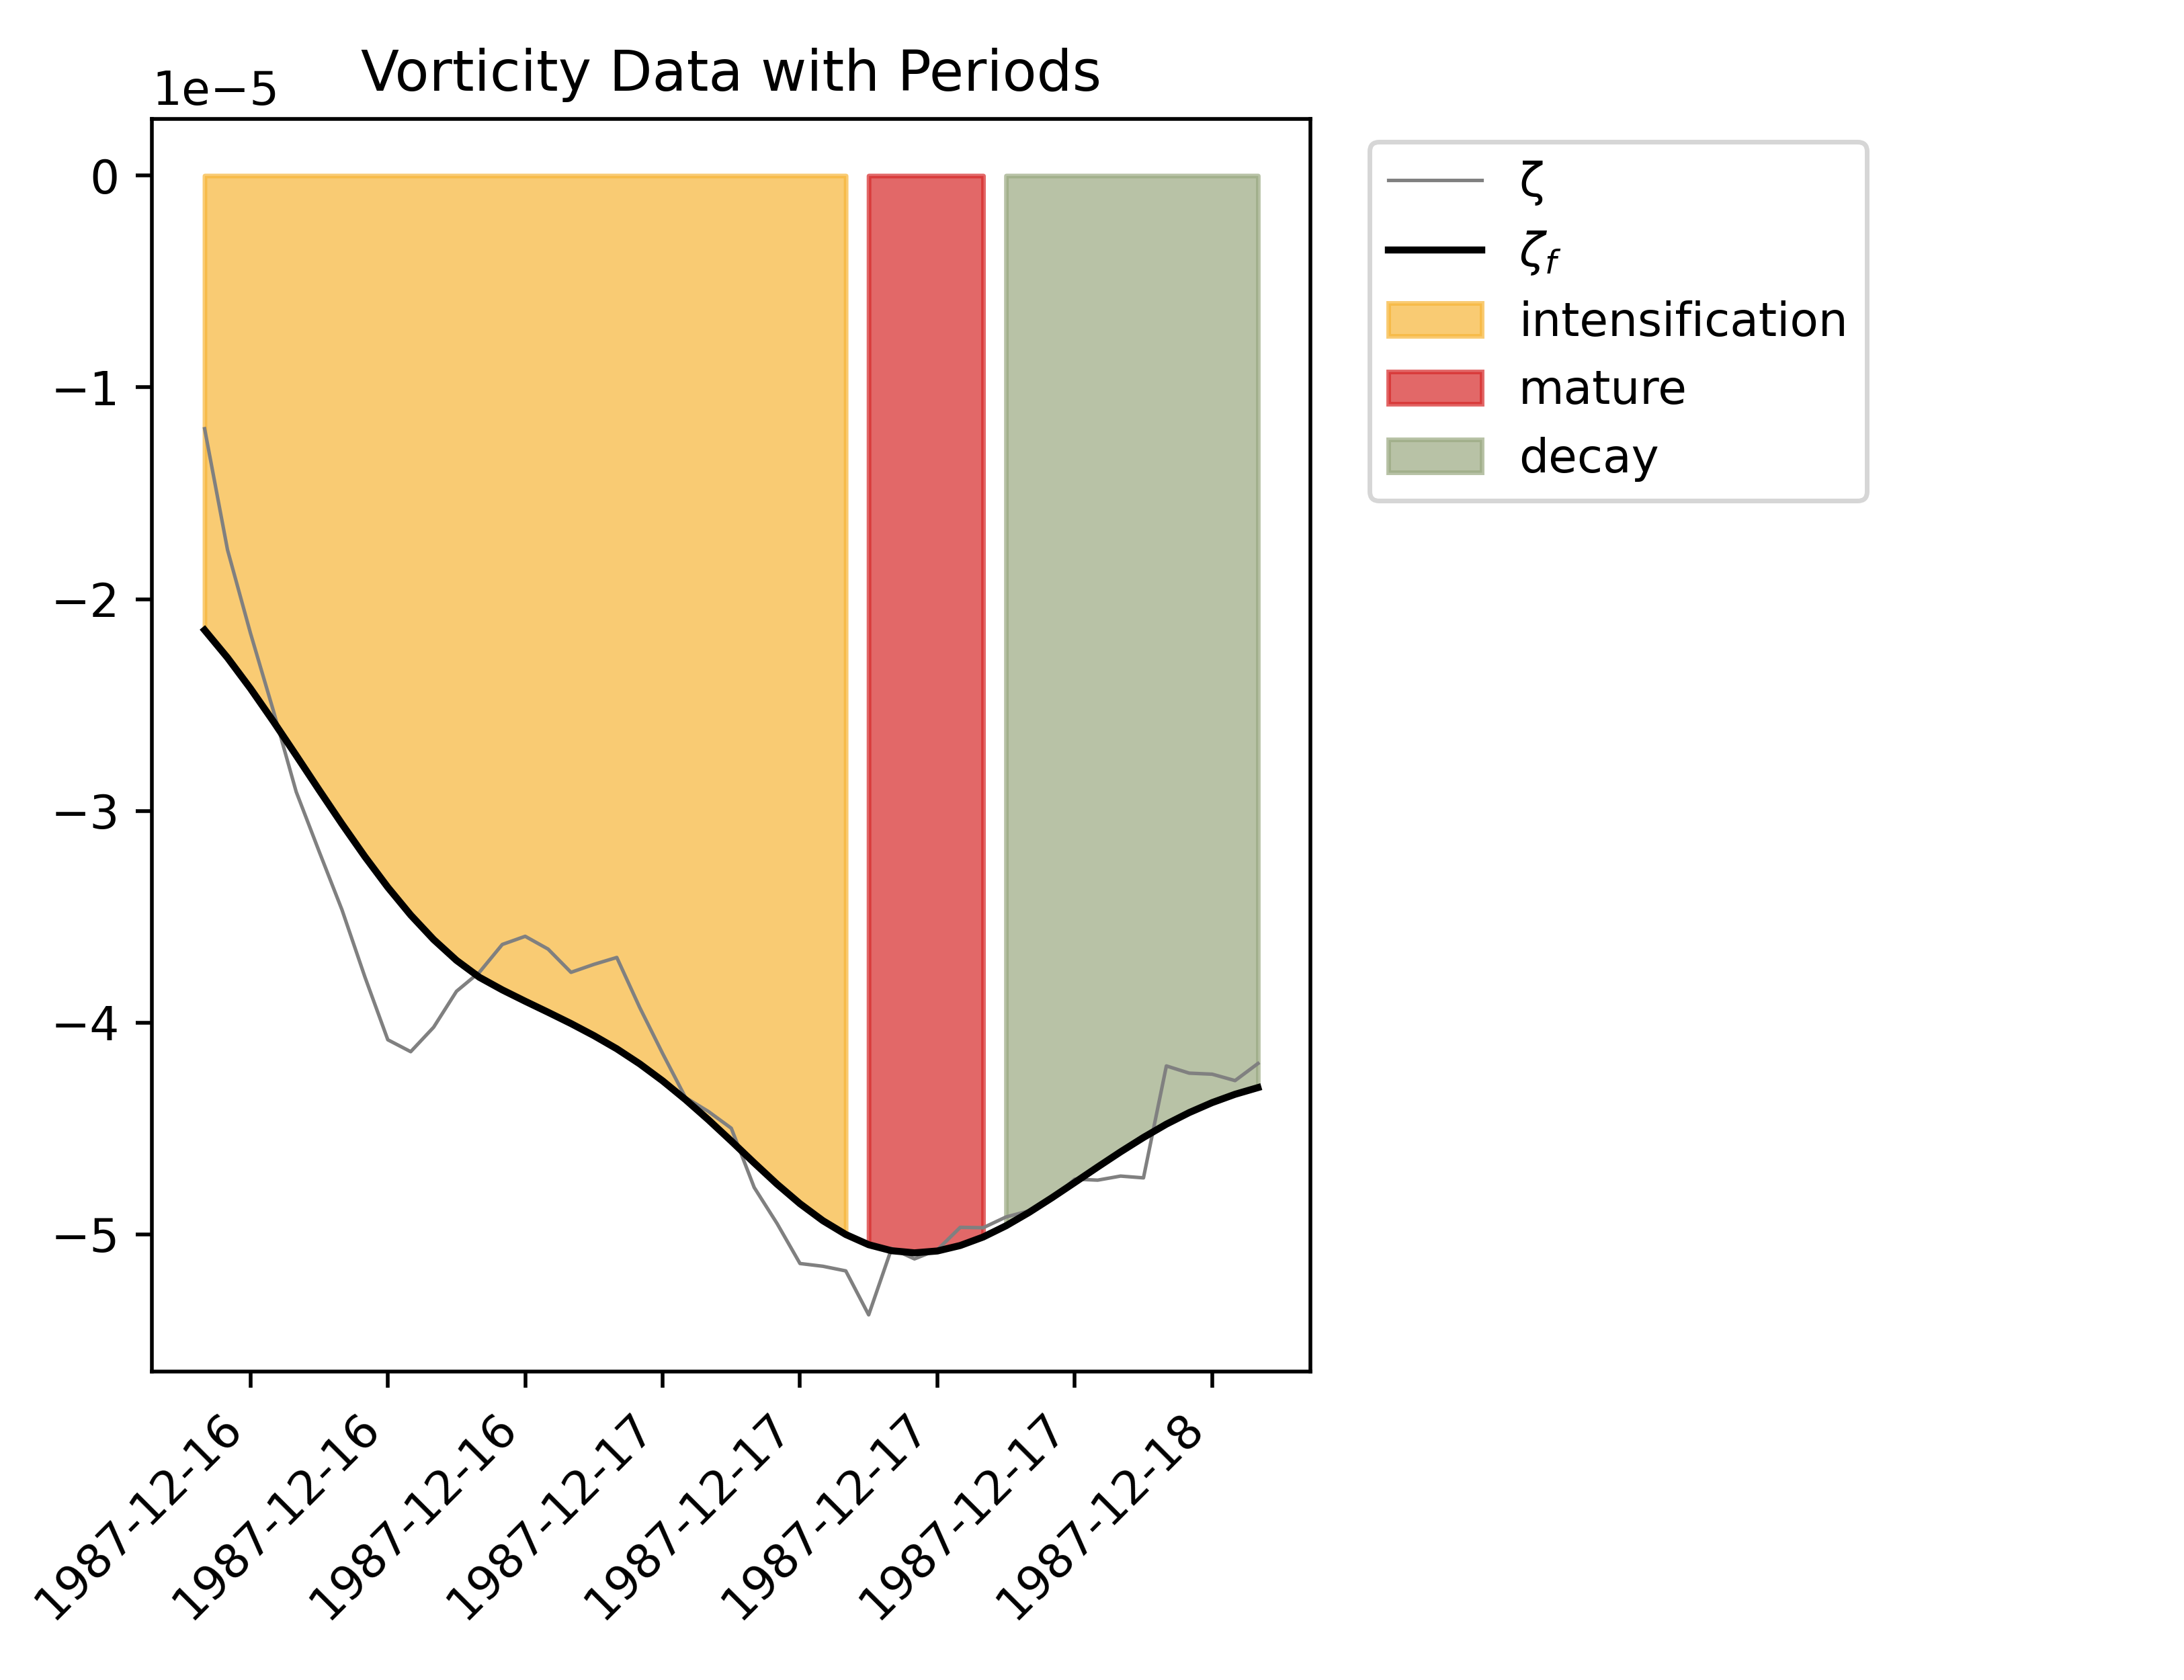 Vorticity Data with Periods
1e−5
0
−1
−2
−3
−4
−5
1987-12-16
1987-12-16
1987-12-16
1987-12-17
1987-12-17
1987-12-17
1987-12-17
1987-12-18
ζ
ζf
intensification
mature
decay